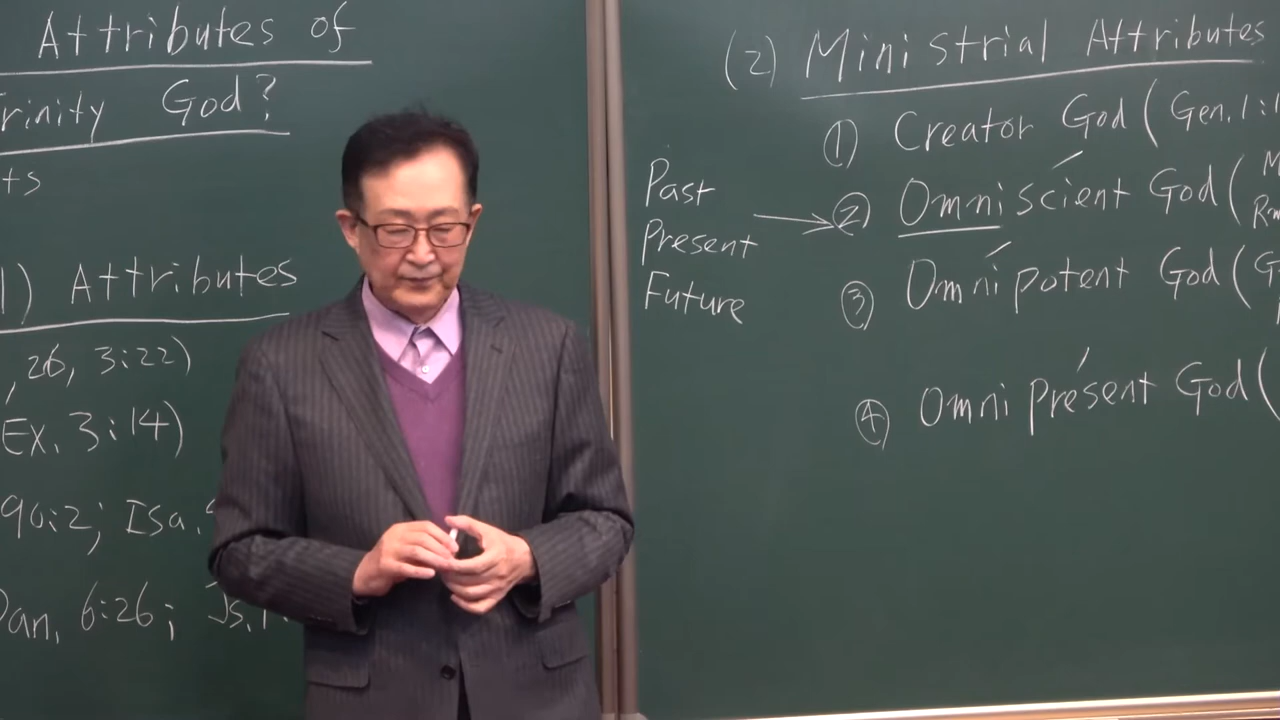 Attributes of
Trinity God?
ts
1) Attributes
, 26, 3:22)
Ex. 3:14)
90:2; Isa.
Dan, 6:26;
(2) Ministrial Attributes
① Creator God (Gen. 1:1
Past
Present
Future
② Omniscient God (
③ Omnipotent God (
④ Omnipresent God (